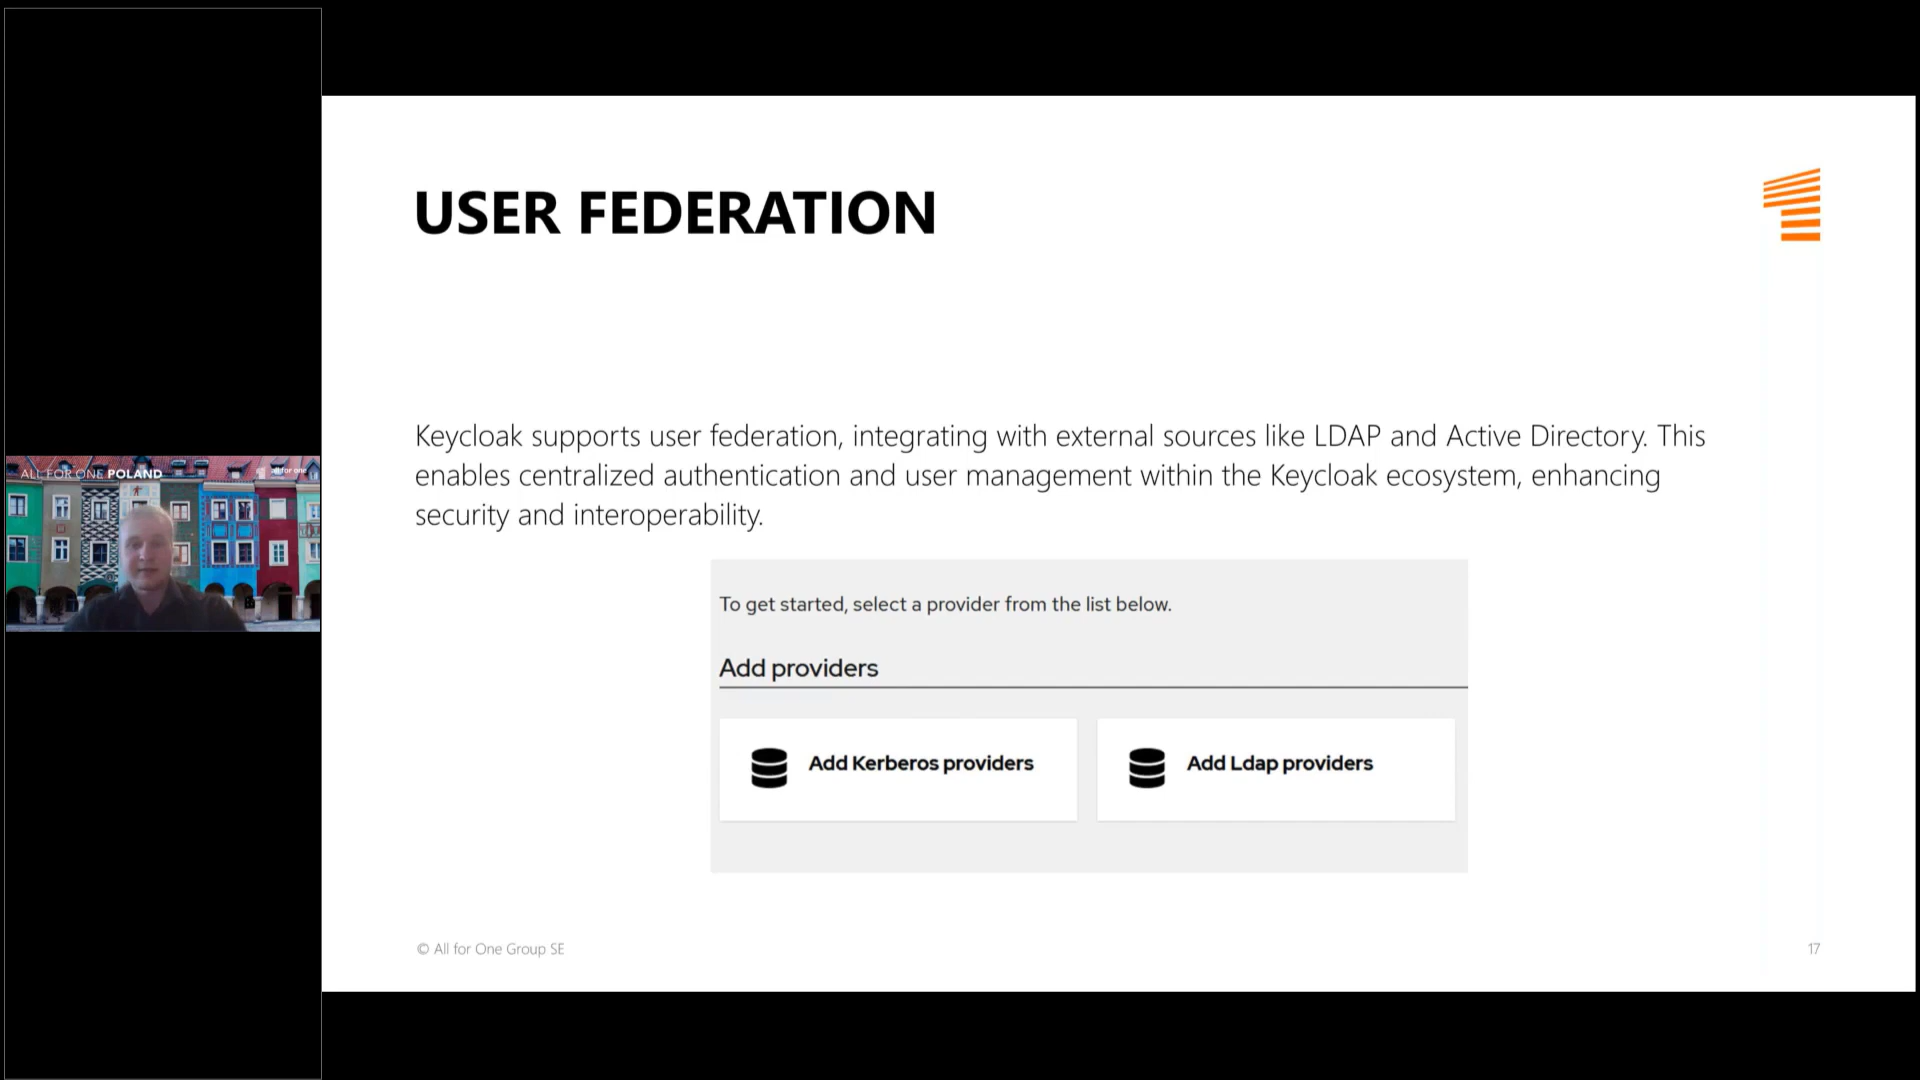 ALL FOR ONE POLAND
all for one
USER FEDERATION
Keycloak supports user federation, integrating with external sources like LDAP and Active Directory. This
enables centralized authentication and user management within the Keycloak ecosystem, enhancing
security and interoperability.
To get started, select a provider from the list below.
Add providers
Add Kerberos providers
Add Ldap providers
© All for One Group SE
17